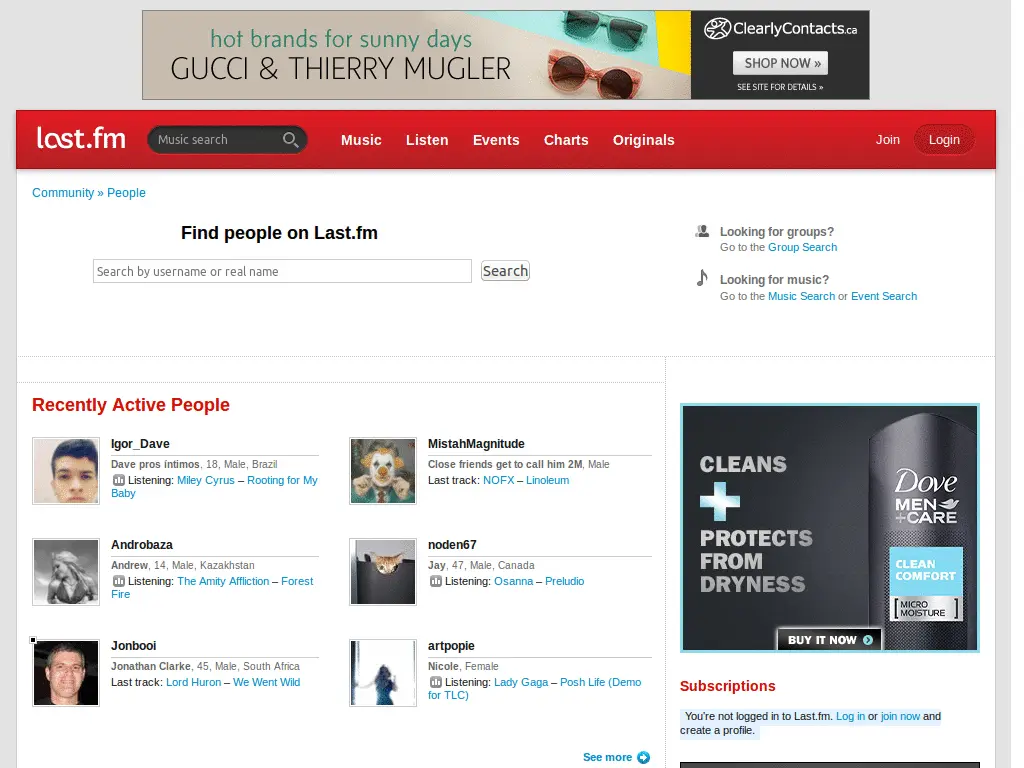 hot brands for sunny days
GUCCI & THIERRY MUGLER
ClearlyContacts.ca
SHOP NOW »
SEE SITE FOR DETAILS »
last.fm
Music search
Music
Listen
Events
Charts
Originals
Join
Login
Community » People
Find people on Last.fm
Search by username or real name
Search
Looking for groups?
Go to the Group Search
Looking for music?
Go to the Music Search or Event Search
Recently Active People
Igor_Dave
Dave pros íntimos, 18, Male, Brazil
Listening: Miley Cyrus – Rooting for My
Baby
MistahMagnitude
Close friends get to call him 2M, Male
Last track: NOFX – Linoleum
Androbaza
Andrew, 14, Male, Kazakhstan
Listening: The Amity Affliction – Forest
Fire
noden67
Jay, 47, Male, Canada
Listening: Osanna – Preludio
Jonbooi
Jonathan Clarke, 45, Male, South Africa
Last track: Lord Huron – We Went Wild
artpopie
Nicole, Female
Listening: Lady Gaga – Posh Life (Demo
for TLC)
See more
CLEANS
+
PROTECTS
FROM
DRYNESS
Dove
MEN
+CARE
CLEAN
COMFORT
[ MICRO
MOISTURE ]
BUY IT NOW
Subscriptions
You're not logged in to Last.fm. Log in or join now and
create a profile.